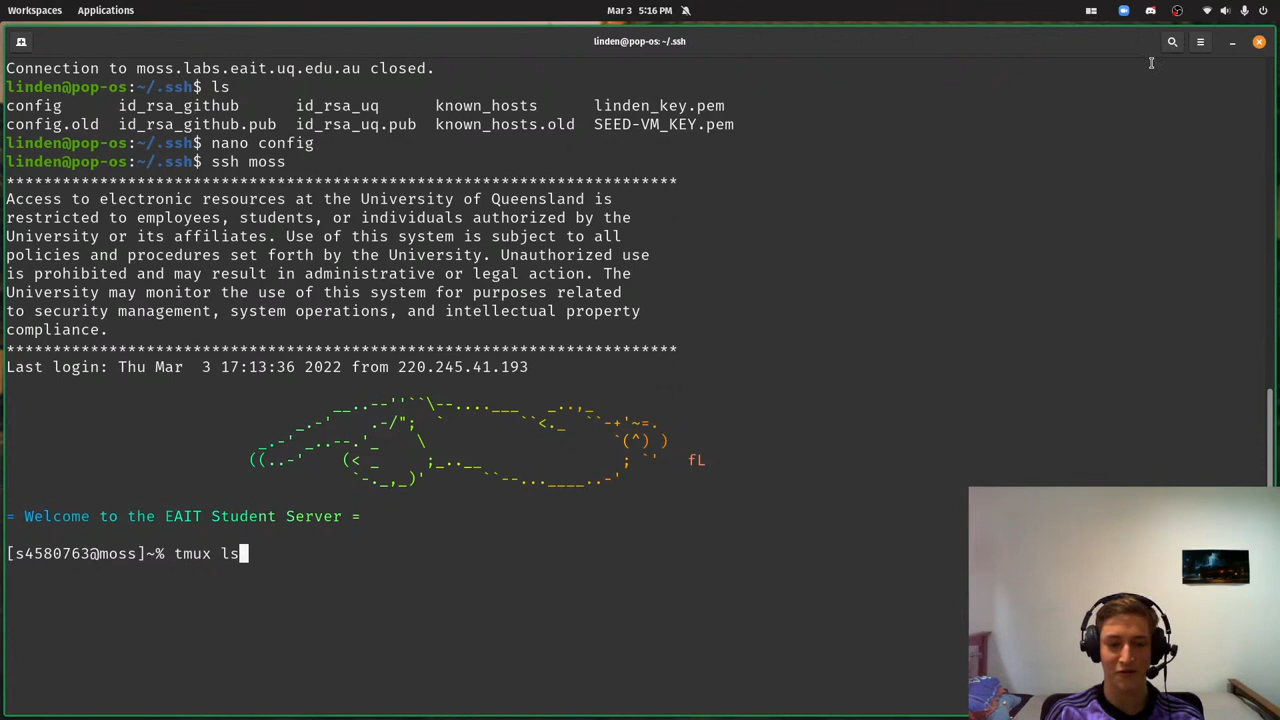 Workspaces Applications Mar 3 5:16 PM
linden@pop-os: ~/.ssh
Connection to moss.labs.eait.uq.edu.au closed.
linden@pop-os:~/.ssh$ ls
config id_rsa_github id_rsa_uq known_hosts linden_key.pem
config.old id_rsa_github.pub id_rsa_uq.pub known_hosts.old SEED-VM_KEY.pem
linden@pop-os:~/.ssh$ nano config
linden@pop-os:~/.ssh$ ssh moss
************************************************************************
Access to electronic resources at the University of Queensland is
restricted to employees, students, or individuals authorized by the
University or its affiliates. Use of this system is subject to all
policies and procedures set forth by the University. Unauthorized use
is prohibited and may result in administrative or legal action. The
University may monitor the use of this system for purposes related
to security management, system operations, and intellectual property
compliance.
************************************************************************
Last login: Thu Mar 3 17:13:36 2022 from 220.245.41.193
fL
= Welcome to the EAIT Student Server =
[s4580763@moss]~% tmux ls